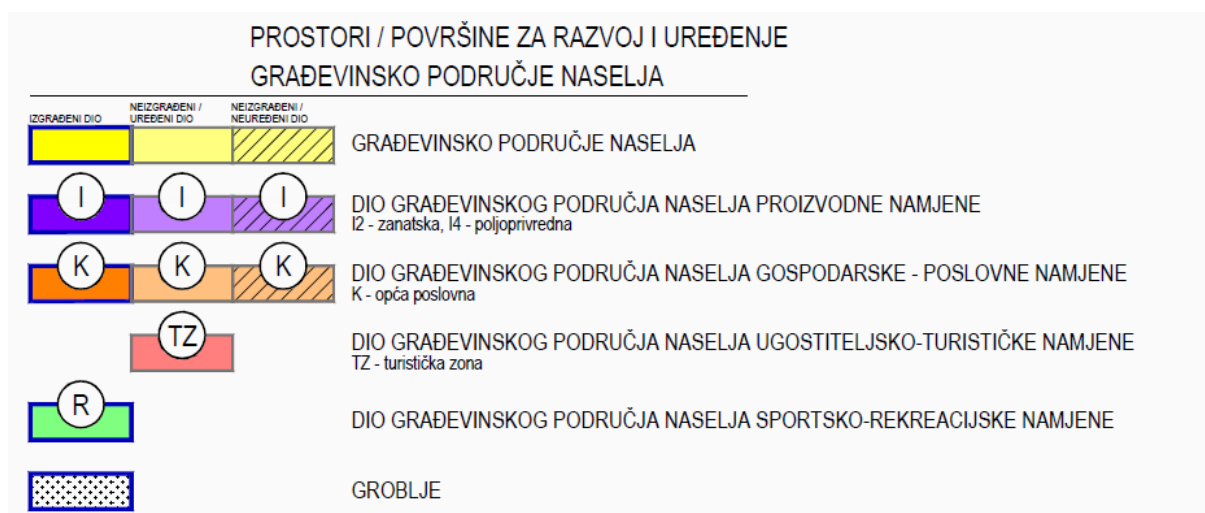 PROSTORI / POVRŠINE ZA RAZVOJ I UREĐENJE
GRAĐEVINSKO PODRUČJE NASELJA
IZGRAĐENI DIO
NEIZGRAĐENI /
UREĐENI DIO
NEIZGRAĐENI /
NEUREĐENI DIO
GRAĐEVINSKO PODRUČJE NASELJA
I I I
DIO GRAĐEVINSKOG PODRUČJA NASELJA PROIZVODNE NAMJENE
I2 - zanatska, I4 - poljoprivredna
K K K
DIO GRAĐEVINSKOG PODRUČJA NASELJA GOSPODARSKE - POSLOVNE NAMJENE
K - opća poslovna
TZ
DIO GRAĐEVINSKOG PODRUČJA NASELJA UGOSTITELJSKO-TURISTIČKE NAMJENE
TZ - turistička zona
R
DIO GRAĐEVINSKOG PODRUČJA NASELJA SPORTSKO-REKREACIJSKE NAMJENE
GROBLJE